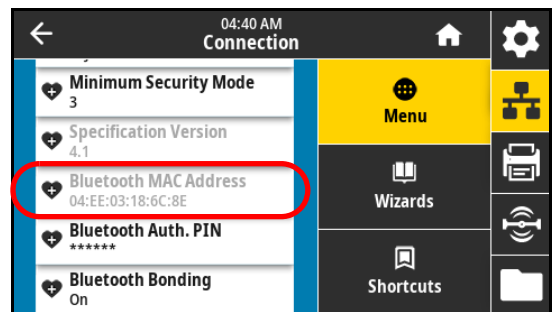 04:40 AM
Connection
Minimum Security Mode
3
Specification Version
4.1
Bluetooth MAC Address
04:EE:03:18:6C:8E
Bluetooth Auth. PIN
******
Bluetooth Bonding
On
Menu
Wizards
Shortcuts